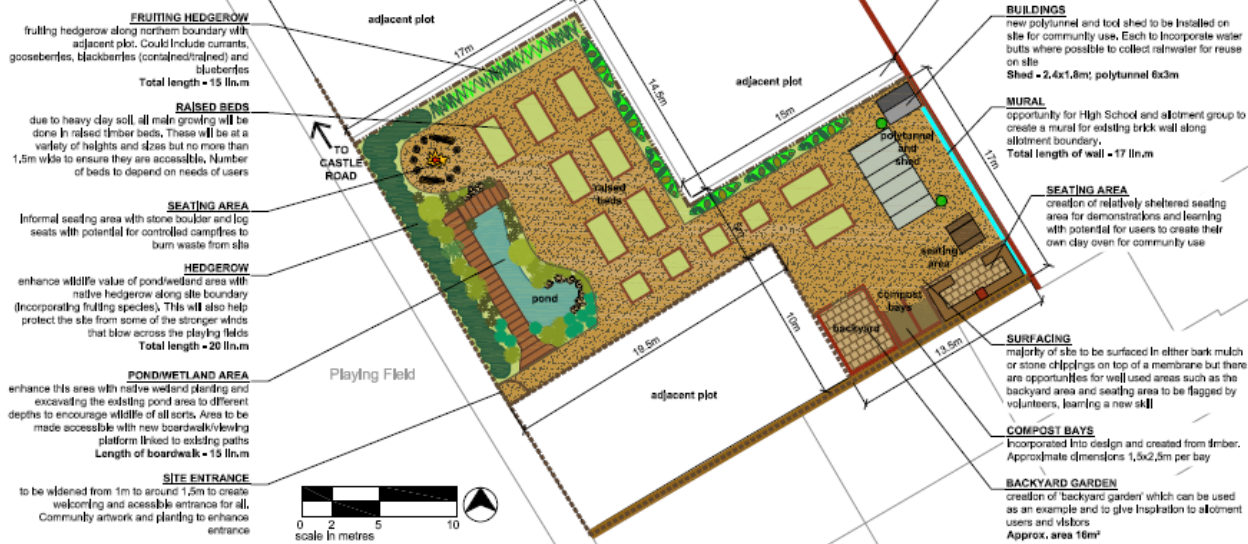 FRUITING HEDGEROW
fruiting hedgerow along northern boundary with
adjacent plot. Could include currants,
gooseberries, blackberries (contained/trained) and
blueberries
Total length - 15 lin.m
RAISED BEDS
due to heavy clay soil, all main growing will be
done in raised timber beds. These will be at a
variety of heights and sizes but no more than
1,5m wide to ensure they are accessible. Number
of beds to depend on needs of users
SEATING AREA
Informal seating area with stone boulder and log
seats with potential for controlled campfires to
burn waste from site
HEDGEROW
enhance wildlife value of pond/wetland area with
native hedgerow along site boundary
(incorporating fruiting species). This will also help
protect the site from some of the stronger winds
that blow across the playing fields
Total length - 20 lin.m
POND/WETLAND AREA
enhance this area with native wetland planting and
excavating the existing pond area to different
depths to encourage wildlife of all sorts. Area to be
made accessible with new boardwalk/viewing
platform linked to existing paths
Length of boardwalk - 15 lin.m
SITE ENTRANCE
to be widened from 1m to around 1,5m to create
welcoming and acessible entrance for all.
Community artwork and planting to enhance
entrance
adjacent plot
17m
14.5m
adjacent plot
15m
TO
CASTLE
ROAD
raised
beds
pond
polytunnel
and
shed
17m
seating
area
compost
bays
backyard
10m
13.5m
19.5m
adjacent plot
Playing Field
0 2 5 10
scale in metres
BUILDINGS
new polytunnel and tool shed to be installed on
site for community use. Each to incorporate water
butts where possible to collect rainwater for reuse
on site
Shed - 2.4x1.8m; polytunnel 6x3m
MURAL
opportunity for High School and allotment group to
create a mural for existing brick wall along
allotment boundary.
Total length of wall - 17 lin.m
SEATING AREA
creation of relatively sheltered seating
area for demonstrations and learning
with potential for users to create their
own clay oven for community use
SURFACING
majority of site to be surfaced in either bark mulch
or stone chippings on top of a membrane but there
are opportunities for well used areas such as the
backyard area and seating area to be flagged by
volunteers, learning a new skill
COMPOST BAYS
Incorporated into design and created from timber.
Approximate dimensions 1,5x2,5m per bay
BACKYARD GARDEN
creation of 'backyard garden' which can be used
as an example and to give inspiration to allotment
users and visitors
Approx. area 16m²